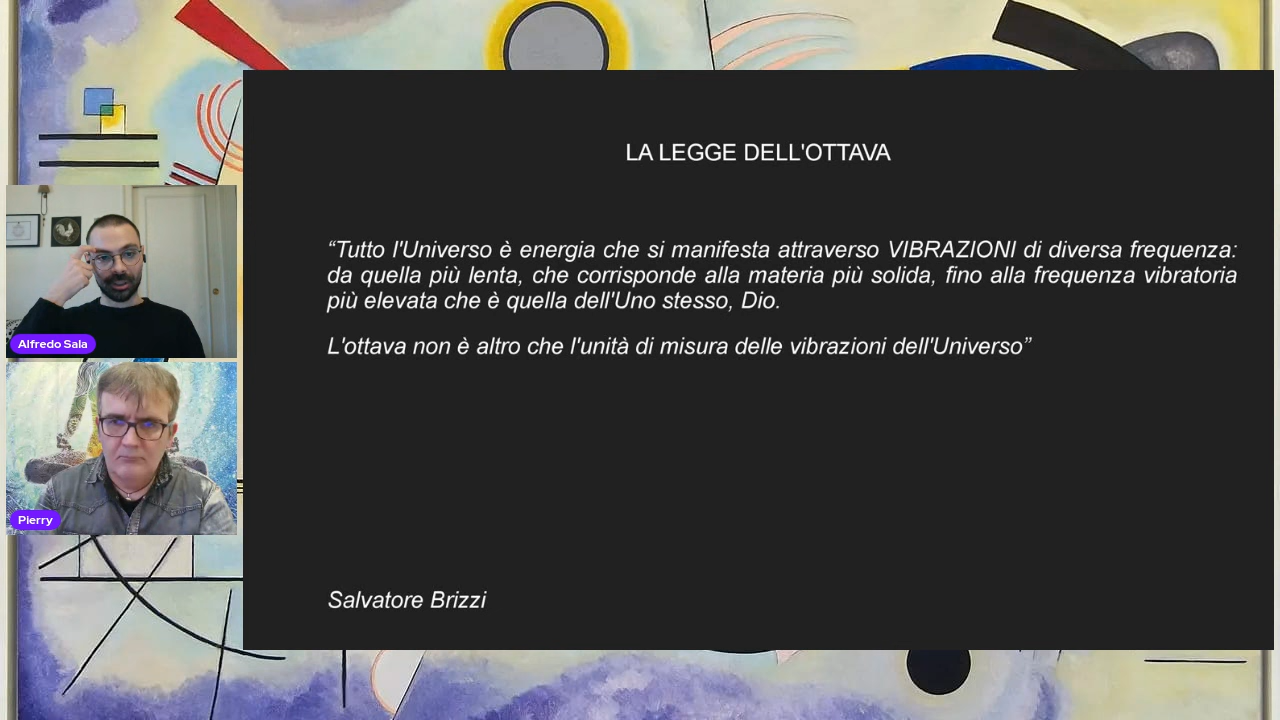 LA LEGGE DELL'OTTAVA
“Tutto l'Universo è energia che si manifesta attraverso VIBRAZIONI di diversa frequenza:
da quella più lenta, che corrisponde alla materia più solida, fino alla frequenza vibratoria
più elevata che è quella dell'Uno stesso, Dio.
L'ottava non è altro che l'unità di misura delle vibrazioni dell'Universo”
Alfredo Sala
Pierry
Salvatore Brizzi